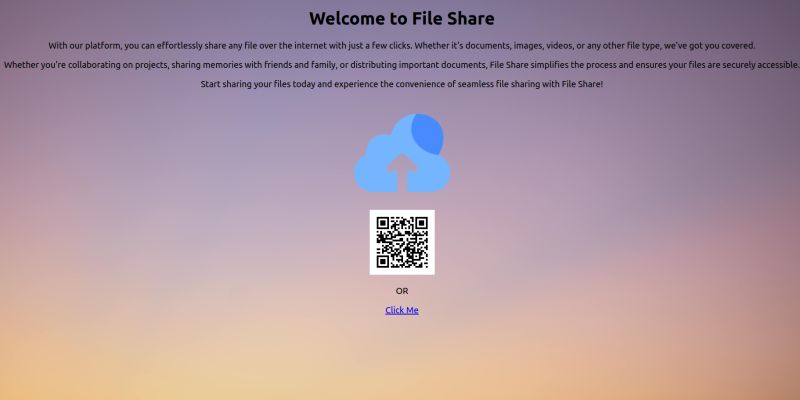 Welcome to File Share
With our platform, you can effortlessly share any file over the internet with just a few clicks. Whether it's documents, images, videos, or any other file type, we've got you covered.
Whether you're collaborating on projects, sharing memories with friends and family, or distributing important documents, File Share simplifies the process and ensures your files are securely accessible.
Start sharing your files today and experience the convenience of seamless file sharing with File Share!
OR
Click Me